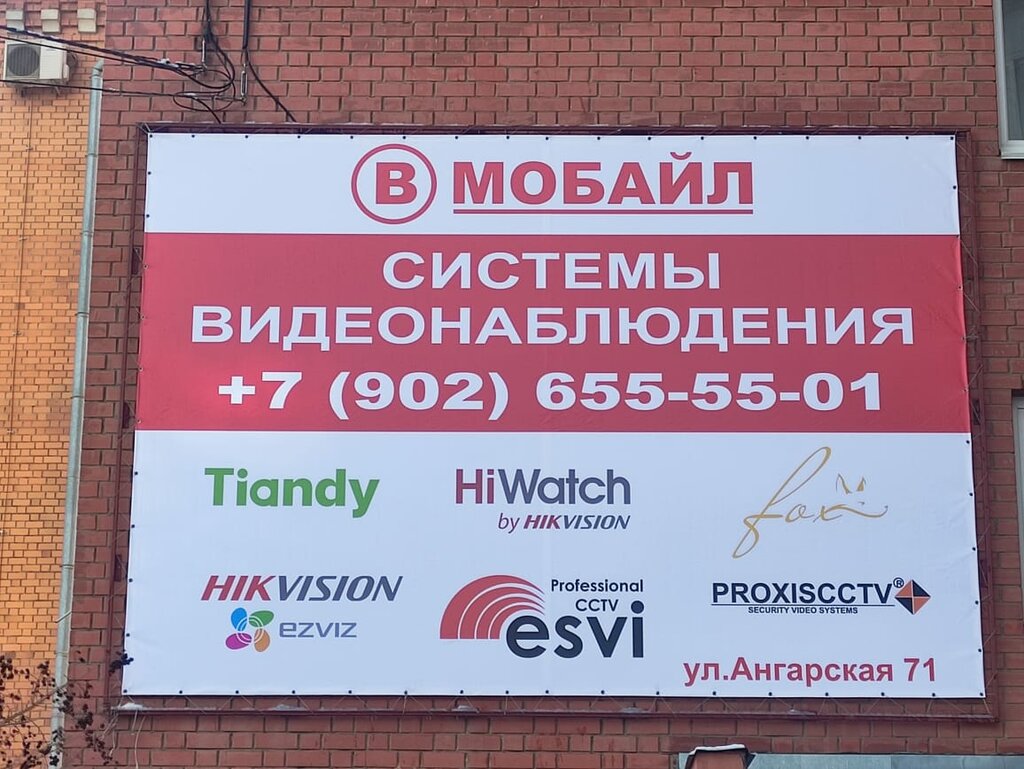 В МОБАЙЛ
СИСТЕМЫ
ВИДЕОНАБЛЮДЕНИЯ
+7 (902) 655-55-01
Tiandy
HiWatch
by HIKVISION
fox
HIKVISION
ezviz
Professional
CCTV
esvi
PROXISCCTV®
SECURITY VIDEO SYSTEMS
ул.Ангарская 71